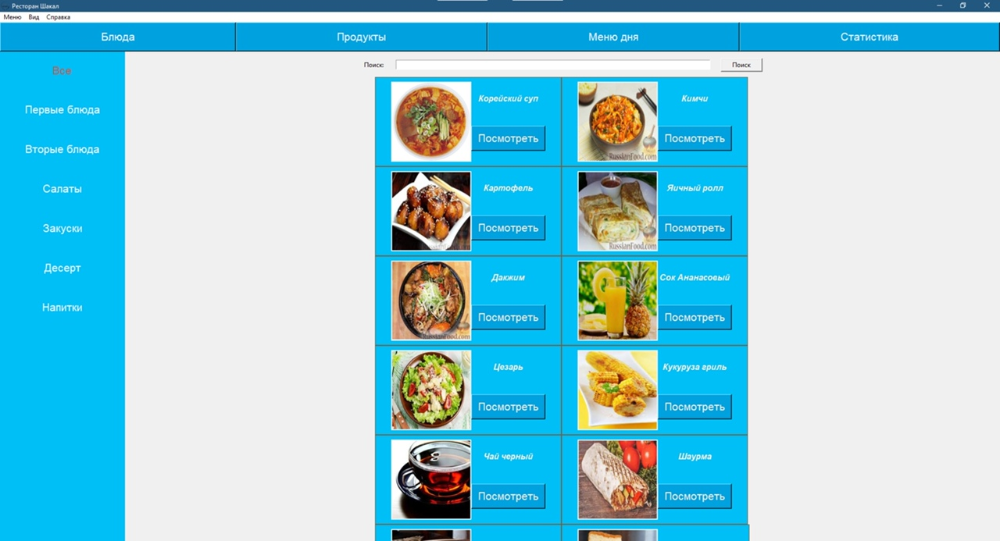 Ресторан Шакал
Меню Вид Справка
Блюда Продукты Меню дня Статистика
Все
Первые блюда
Вторые блюда
Салаты
Закуски
Десерт
Напитки
Поиск: Поиск
Корейский суп
Посмотреть
Кимчи
Посмотреть
RussianFood.com
Картофель
Посмотреть
Яичный ролл
Посмотреть
RussianFood.com
Дакжим
Посмотреть
RussianFood.com
Сок Ананасовый
Посмотреть
Цезарь
Посмотреть
Кукуруза гриль
Посмотреть
Чай черный
Посмотреть
Шаурма
Посмотреть